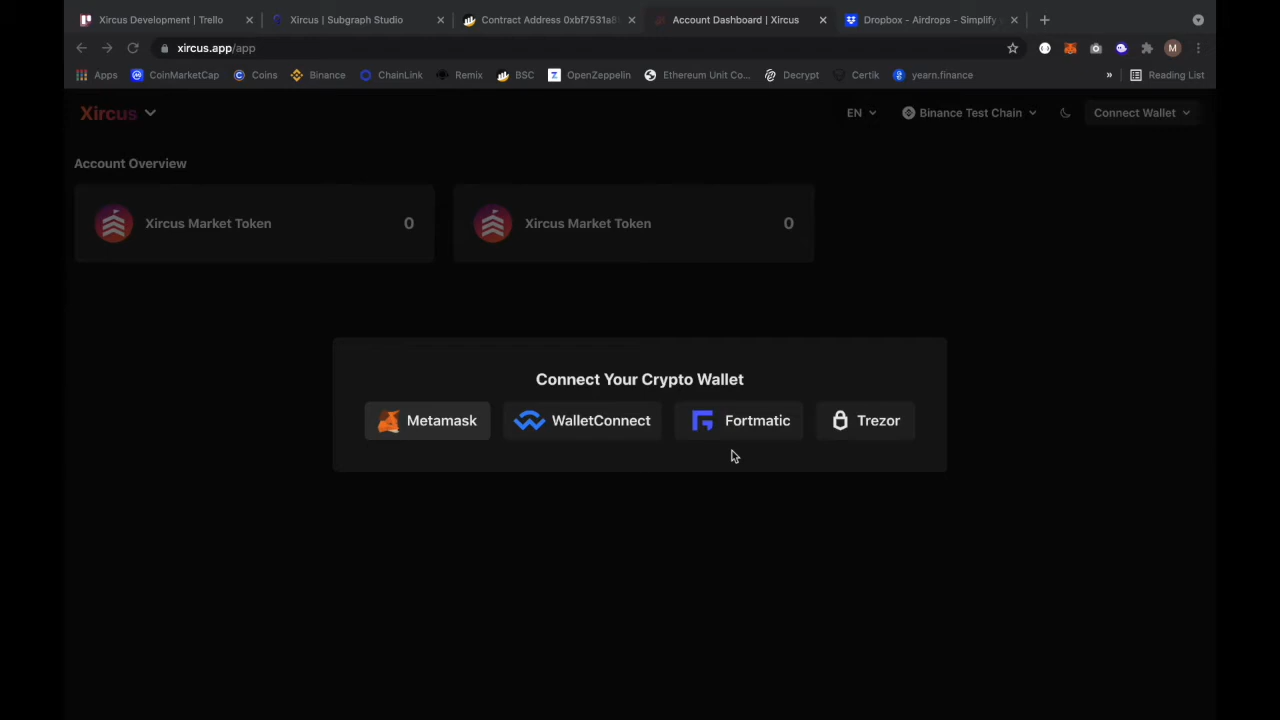 Xircus Development | Trello
Xircus | Subgraph Studio
Contract Address 0xbf7531a8
Account Dashboard | Xircus
Dropbox - Airdrops - Simplify
xircus.app/app
M
Apps
CoinMarketCap
Coins
Binance
ChainLink
Remix
BSC
OpenZeppelin
Ethereum Unit Co...
Decrypt
Certik
yearn.finance
»
Reading List
Xircus
EN
Binance Test Chain
Connect Wallet
Account Overview
Xircus Market Token 0
Xircus Market Token 0
Connect Your Crypto Wallet
Metamask
WalletConnect
Fortmatic
Trezor